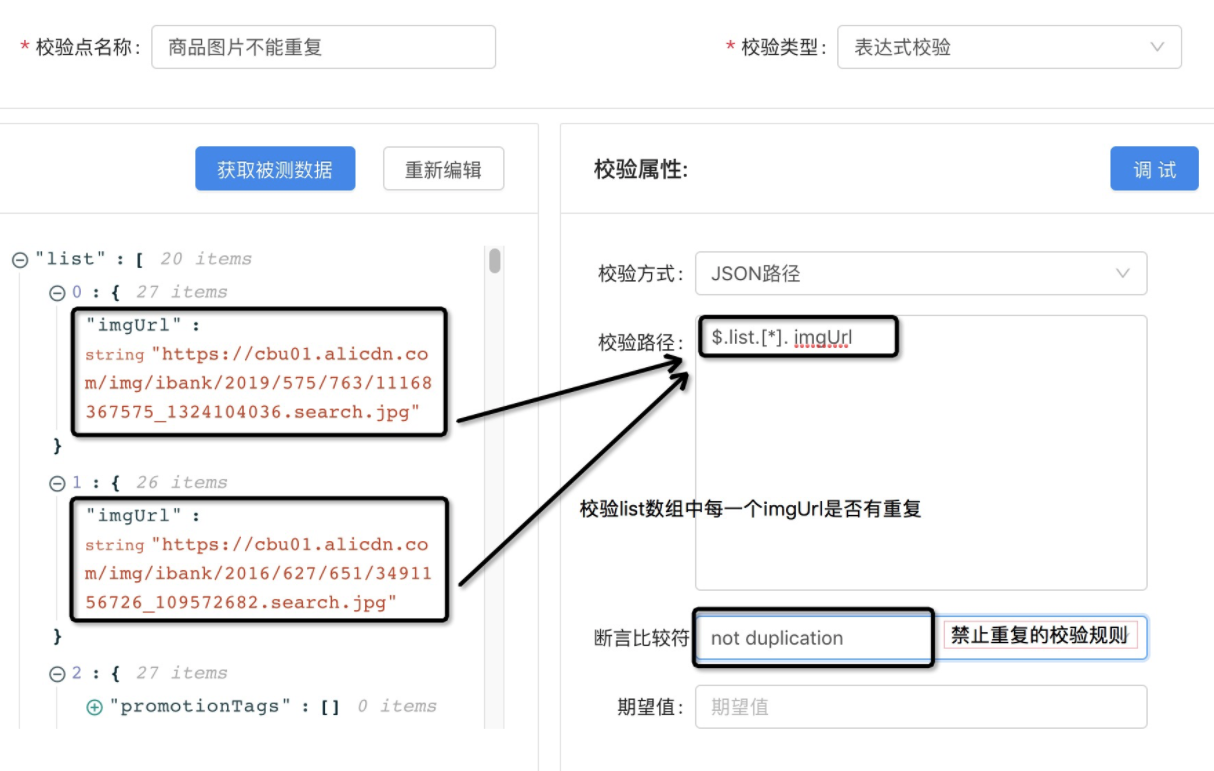 * 校验点名称: 商品图片不能重复
* 校验类型: 表达式校验
获取被测数据 重新编辑
校验属性:
调 试
"list" : [ 20 items
0 : { 27 items
"imgUrl" :
string "https://cbu01.alicdn.co
m/img/ibank/2019/575/763/11168
367575_1324104036.search.jpg"
}
1 : { 26 items
"imgUrl" :
string "https://cbu01.alicdn.co
m/img/ibank/2016/627/651/34911
56726_109572682.search.jpg"
}
2 : { 27 items
"promotionTags" : [] 0 items
校验方式: JSON路径
校验路径: $.list.[*]. imgUrl
校验list数组中每一个imgUrl是否有重复
断言比较符 not duplication 禁止重复的校验规则
期望值: 期望值